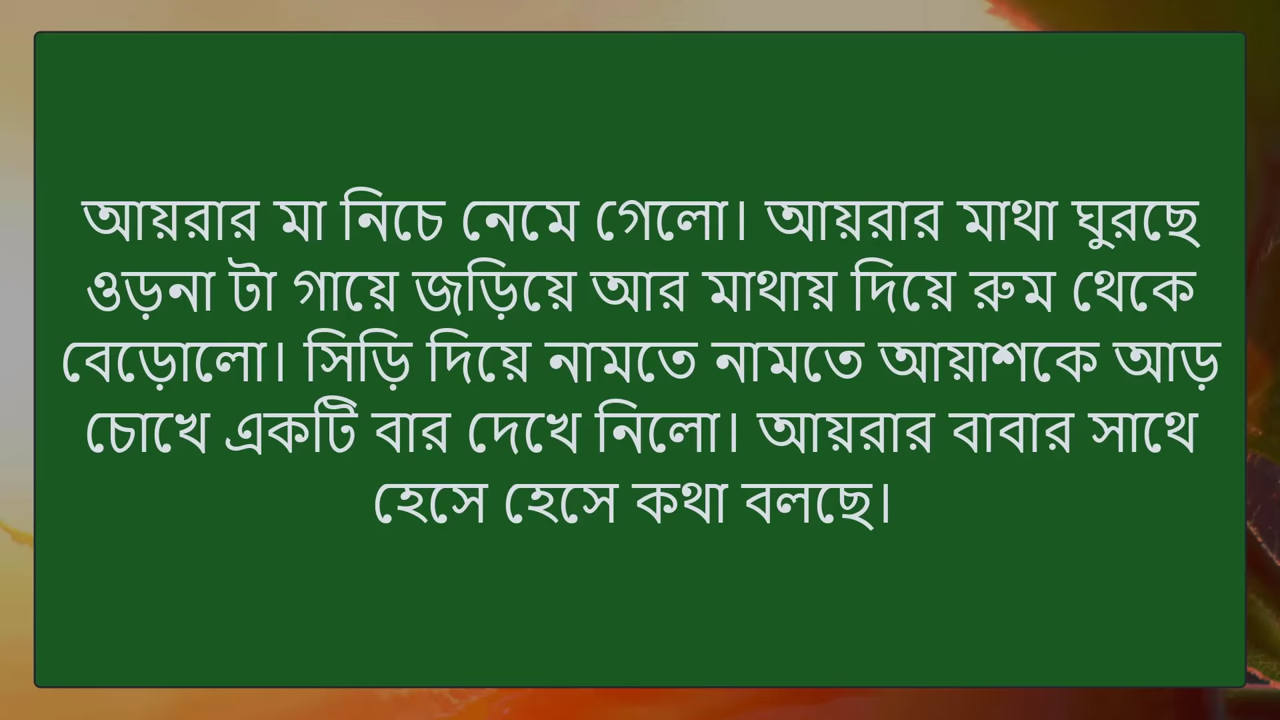 আয়রার মা নিচে নেমে গেলো। আয়রার মাথা ঘুরছে
ওড়না টা গায়ে জড়িয়ে আর মাথায় দিয়ে রুম থেকে
বেড়োলো। সিড়ি দিয়ে নামতে নামতে আয়াশকে আড়
চোখে একটি বার দেখে নিলো। আয়রার বাবার সাথে
হেসে হেসে কথা বলছে।